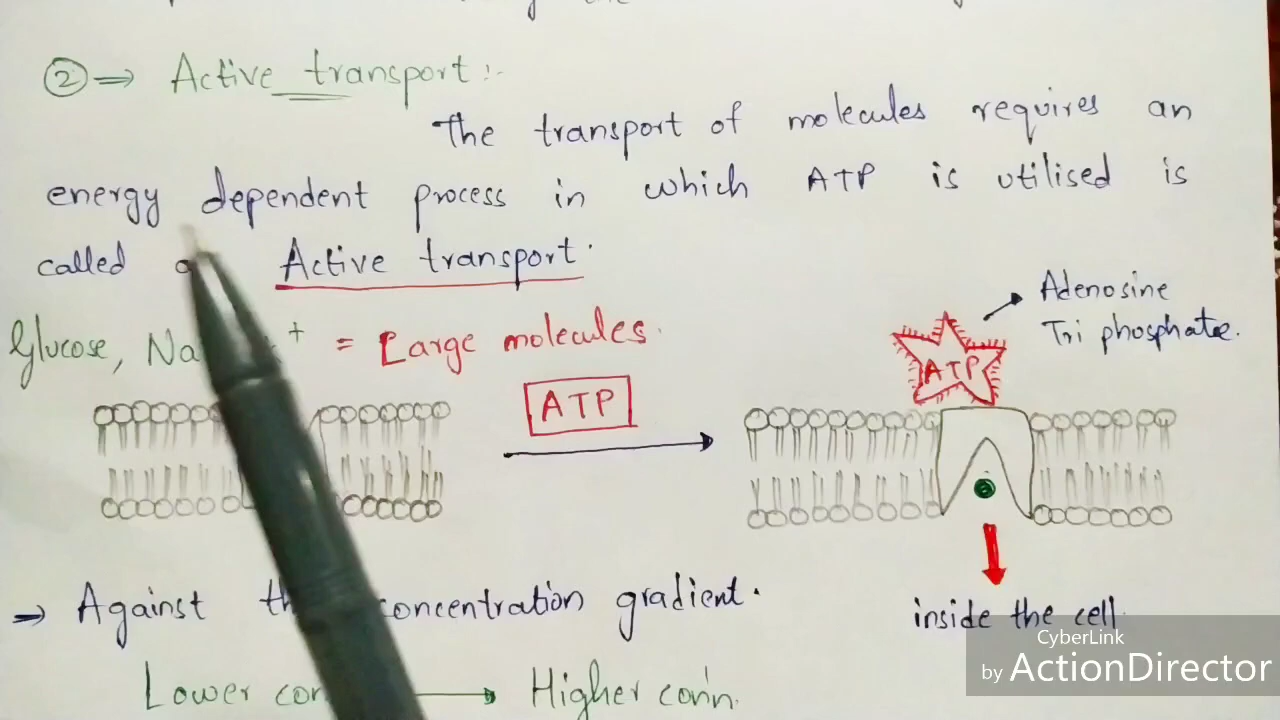 ② ⇒ Active transport :-
The transport of molecules requires an
energy dependent process in which ATP is utilised is
called Active transport.
Adenosine
Tri phosphate.
Glucose, Na + = Large molecules.
ATP
ATP
⇒ Against concentration gradient.
inside the cell.
Lower → Higher con'n.
CyberLink
by ActionDirector